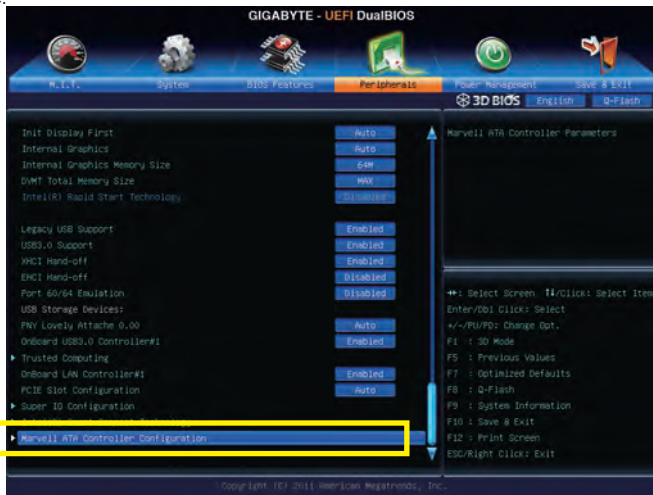 GIGABYTE - UEFI DualBIOS
M.I.T. System BIOS Features Peripherals Power Management Save & Exit
3D BIOS English Q-Flash
Init Display First Auto
Internal Graphics Auto
Internal Graphics Memory Size 64M
DVMT Total Memory Size MAX
Intel(R) Rapid Start Technology Disabled
Legacy USB Support Enabled
USB3.0 Support Enabled
XHCI Hand-off Enabled
EHCI Hand-off Disabled
Port 60/64 Emulation Disabled
USB Storage Devices:
PNY Lovely Attache 0.00 Auto
OnBoard USB3.0 Controller#1 Enabled
Trusted Computing
OnBoard LAN Controller#1 Enabled
PCIE Slot Configuration Auto
Super IO Configuration
Marvell ATA Controller Configuration
Marvell ATA Controller Parameters
↔: Select Screen ↑↓/Click: Select Item
Enter/Dbl Click: Select
+/-/PU/PD: Change Opt.
F1 : 3D Mode
F5 : Previous Values
F7 : Optimized Defaults
F8 : Q-Flash
F9 : System Information
F10 : Save & Exit
F12 : Print Screen
ESC/Right Click: Exit
Copyright (C) 2011 American Megatrends, Inc.